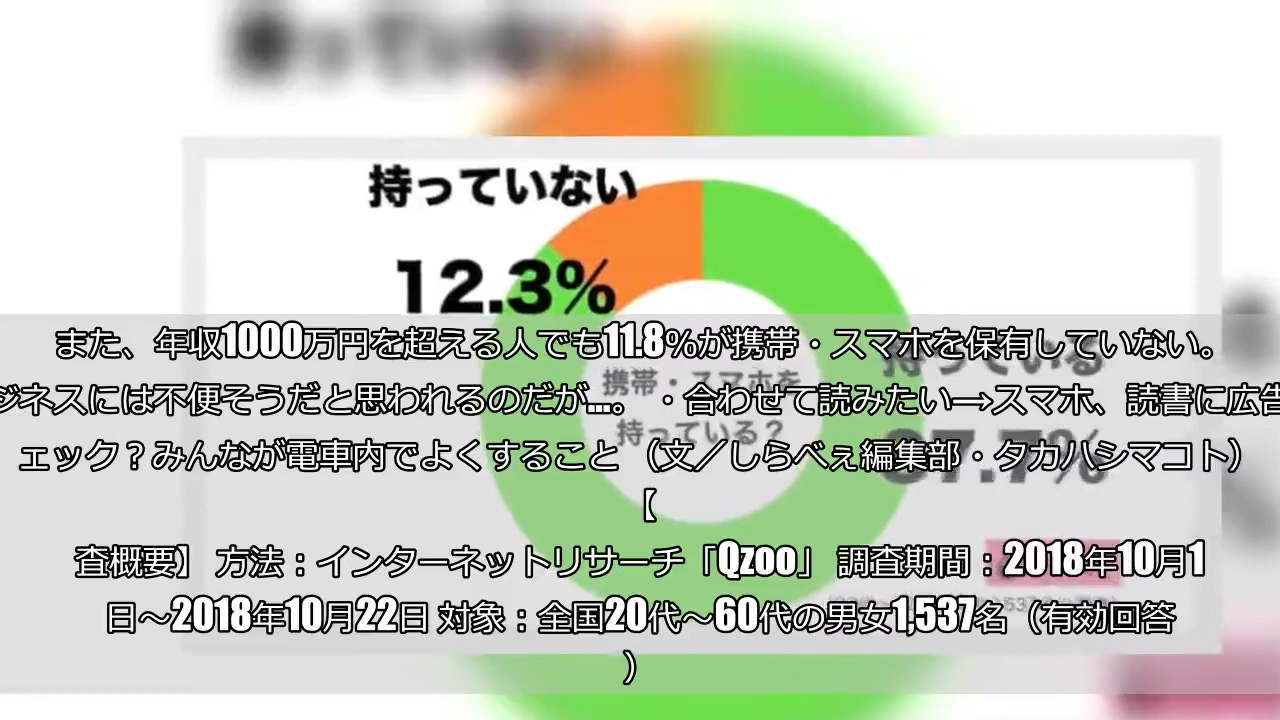 持っていない
12.3%
また、年収1000万円を超える人でも11.8%が携帯・スマホを保有していない。
持っている
87.7%
携帯・スマホを
持っている？
ジネスには不便そうだと思われるのだが…。 ・合わせて読みたい→スマホ、読書に広告
ェック？みんなが電車内でよくすること （文／しらべぇ編集部・タカハシマコト）
【
査概要】 方法：インターネットリサーチ「Qzoo」 調査期間：2018年10月1
日～2018年10月22日 対象：全国20代～60代の男女1,537名（有効回答
）